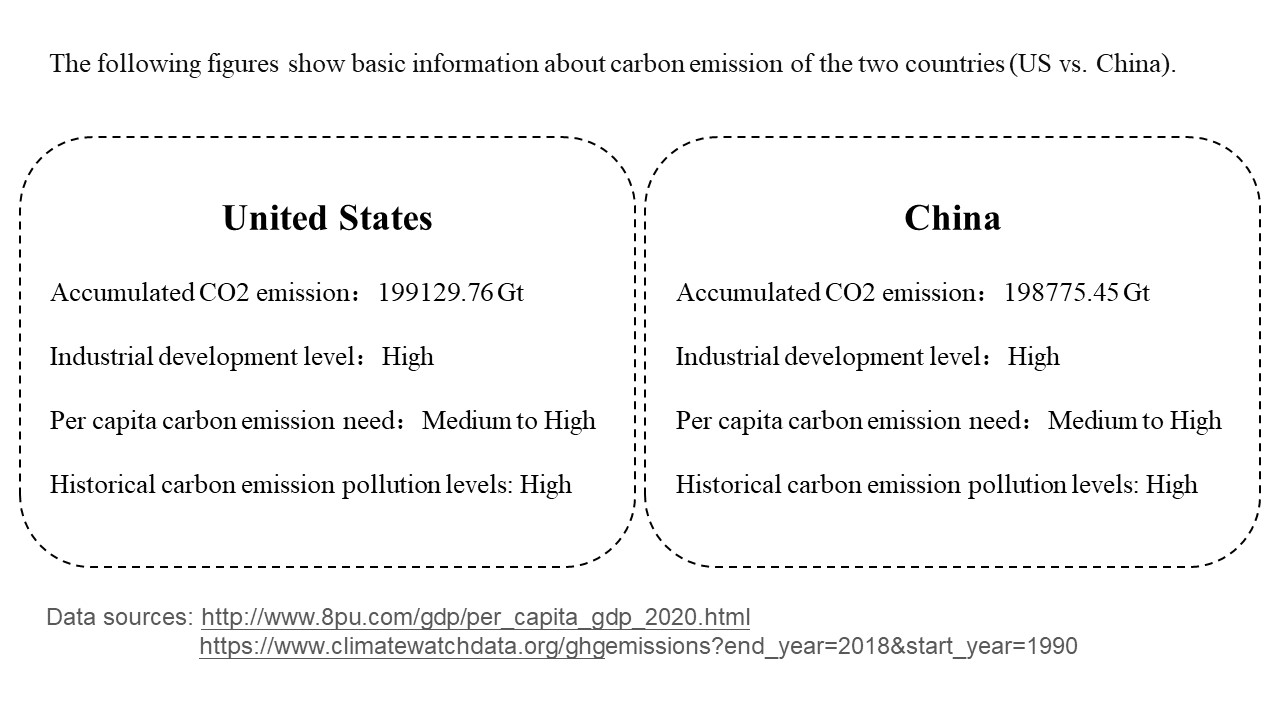 The following figures show basic information about carbon emission of the two countries (US vs. China).
United States
Accumulated CO2 emission：199129.76 Gt
Industrial development level：High
Per capita carbon emission need：Medium to High
Historical carbon emission pollution levels: High
China
Accumulated CO2 emission：198775.45 Gt
Industrial development level：High
Per capita carbon emission need：Medium to High
Historical carbon emission pollution levels: High
Data sources: http://www.8pu.com/gdp/per_capita_gdp_2020.html
https://www.climatewatchdata.org/ghgemissions?end_year=2018&start_year=1990